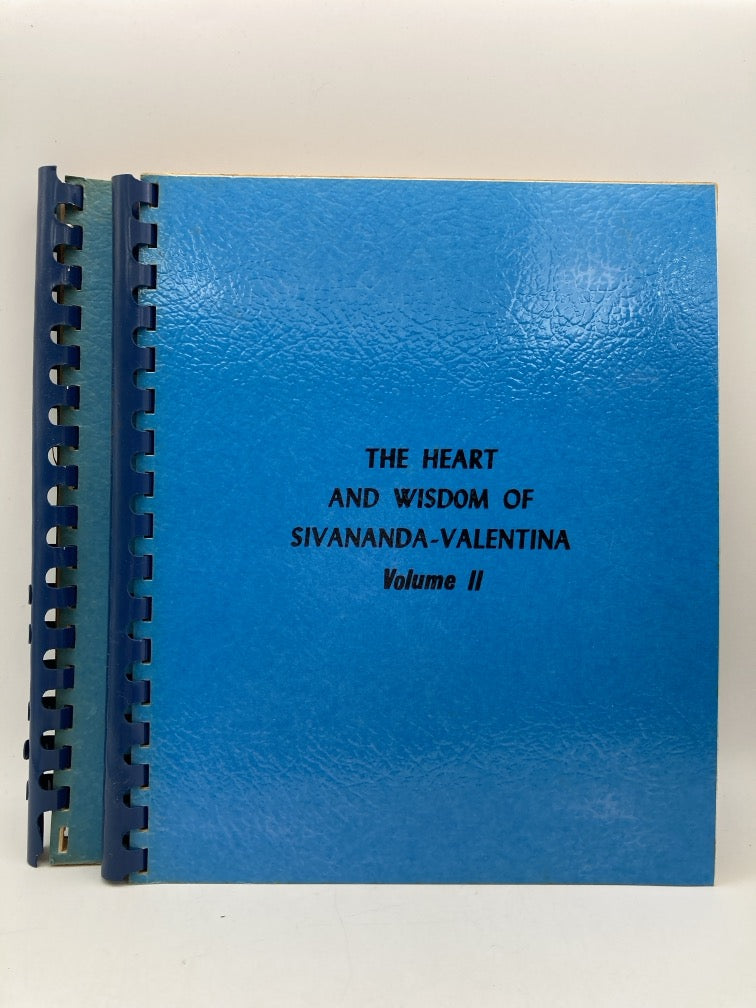 THE HEART
AND WISDOM OF
SIVANANDA-VALENTINA
Volume II